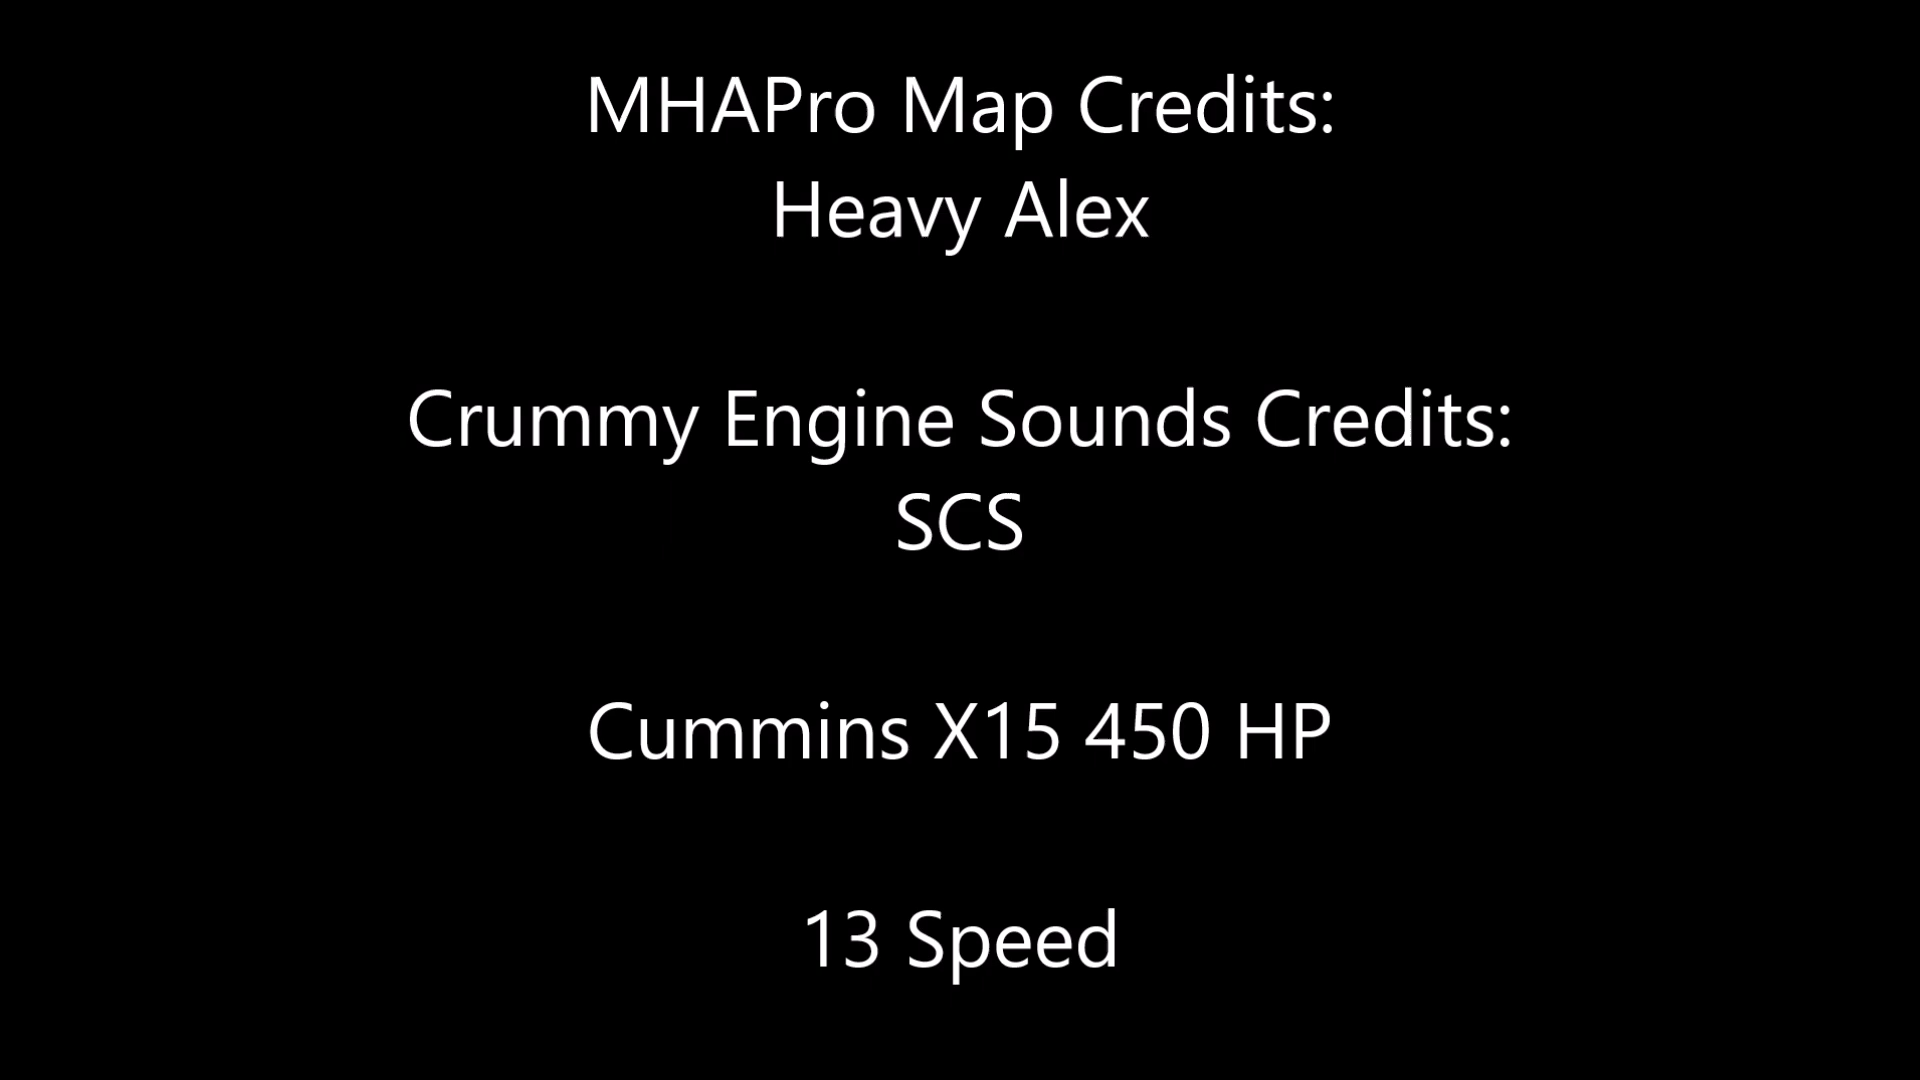 MHAPro Map Credits:
Heavy Alex
Crummy Engine Sounds Credits:
SCS
Cummins X15 450 HP
13 Speed